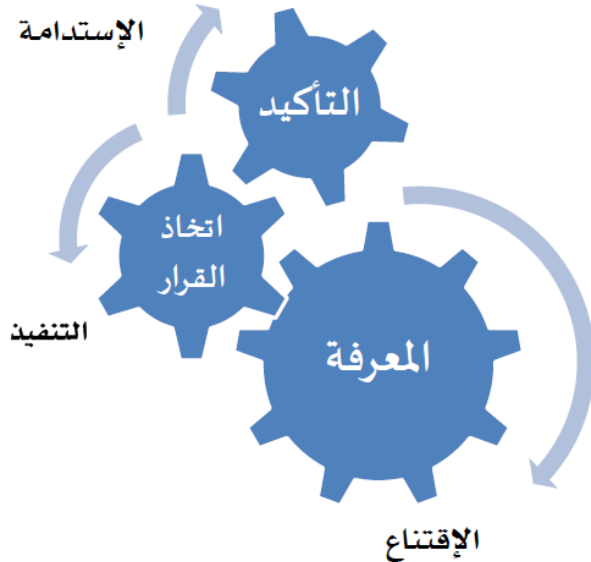 الإستدامة
التأكيد
اتخاذ
القرار
التنفيذ
المعرفة
الإقتناع